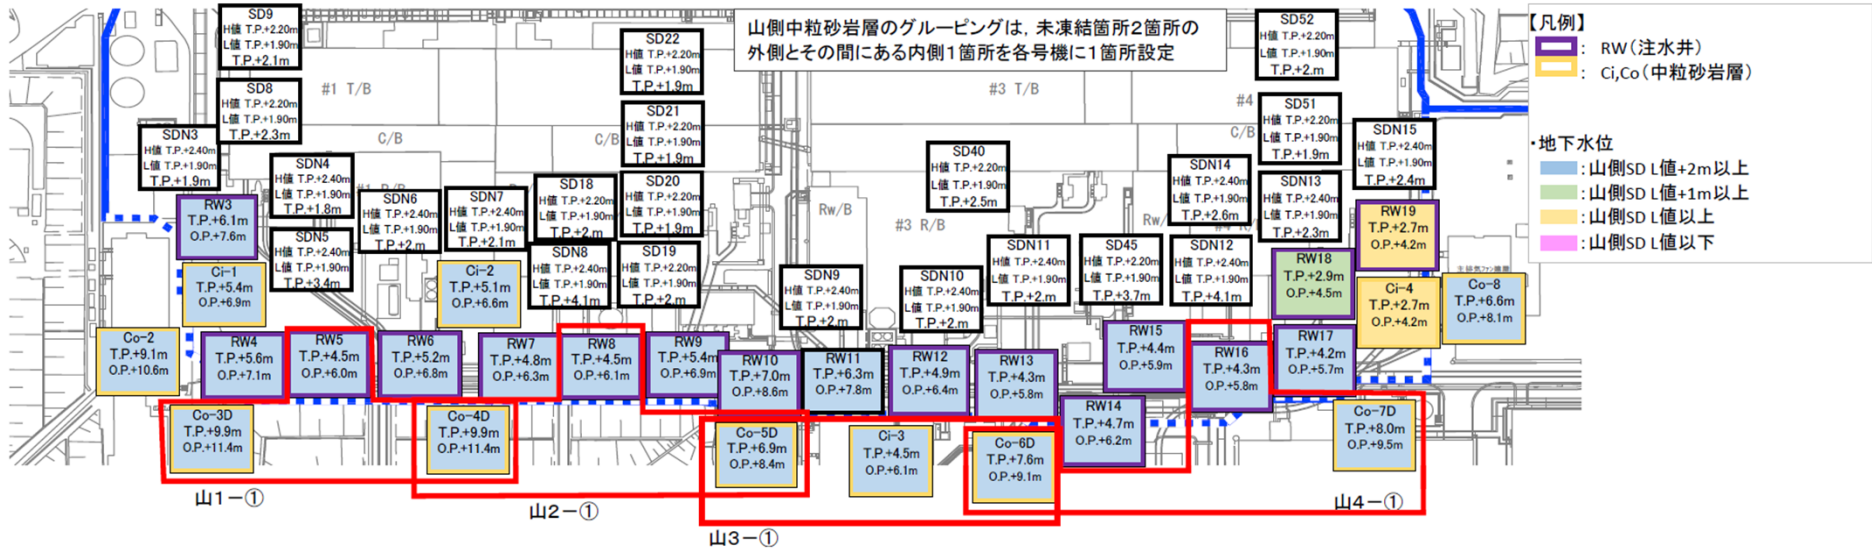 山側中粒砂岩層のグルーピングは，未凍結箇所2箇所の
外側とその間にある内側1箇所を各号機に1箇所設定
【凡例】
： RW（注水井）
： Ci,Co（中粒砂岩層）
・地下水位
：山側SD L値+2m以上
：山側SD L値+1m以上
：山側SD L値以上
：山側SD L値以下
SD9
H値 T.P.+2.20m
L値 T.P.+1.90m
T.P.+2.1m
SD8
H値 T.P.+2.20m
L値 T.P.+1.90m
T.P.+2.3m
SDN3
H値 T.P.+2.40m
L値 T.P.+1.90m
T.P.+1.9m
SDN4
H値 T.P.+2.40m
L値 T.P.+1.90m
T.P.+1.8m
SDN5
H値 T.P.+2.40m
L値 T.P.+1.90m
T.P.+3.4m
SDN6
H値 T.P.+2.40m
L値 T.P.+1.90m
T.P.+2.m
SDN7
H値 T.P.+2.40m
L値 T.P.+1.90m
T.P.+2.1m
SD18
H値 T.P.+2.20m
L値 T.P.+1.90m
T.P.+2.m
SDN8
H値 T.P.+2.40m
L値 T.P.+1.90m
T.P.+4.1m
SD22
H値 T.P.+2.20m
L値 T.P.+1.90m
T.P.+1.9m
SD21
H値 T.P.+2.20m
L値 T.P.+1.90m
T.P.+1.9m
SD20
H値 T.P.+2.20m
L値 T.P.+1.90m
T.P.+1.9m
SD19
H値 T.P.+2.20m
L値 T.P.+1.90m
T.P.+2.m
SDN9
H値 T.P.+2.40m
L値 T.P.+1.90m
T.P.+2.m
SD40
H値 T.P.+2.20m
L値 T.P.+1.90m
T.P.+2.5m
SDN10
H値 T.P.+2.40m
L値 T.P.+1.90m
T.P.+2.m
SDN11
H値 T.P.+2.40m
L値 T.P.+1.90m
T.P.+2.m
SD45
H値 T.P.+2.20m
L値 T.P.+1.90m
T.P.+3.7m
SDN14
H値 T.P.+2.40m
L値 T.P.+1.90m
T.P.+2.6m
SDN12
H値 T.P.+2.40m
L値 T.P.+1.90m
T.P.+4.1m
SD52
H値 T.P.+2.20m
L値 T.P.+1.90m
T.P.+2.m
SD51
H値 T.P.+2.20m
L値 T.P.+1.90m
T.P.+1.9m
SDN13
H値 T.P.+2.40m
L値 T.P.+1.90m
T.P.+2.3m
SDN15
H値 T.P.+2.40m
L値 T.P.+1.90m
T.P.+2.4m
#1 T/B
C/B
C/B
#3 T/B
#4
C/B
Rw/B
#3 R/B
Rw/
RW3
T.P.+6.1m
O.P.+7.6m
Ci-1
T.P.+5.4m
O.P.+6.9m
Ci-2
T.P.+5.1m
O.P.+6.6m
Co-2
T.P.+9.1m
O.P.+10.6m
RW4
T.P.+5.6m
O.P.+7.1m
RW5
T.P.+4.5m
O.P.+6.0m
RW6
T.P.+5.2m
O.P.+6.8m
RW7
T.P.+4.8m
O.P.+6.3m
RW8
T.P.+4.5m
O.P.+6.1m
RW9
T.P.+5.4m
O.P.+6.9m
RW10
T.P.+7.0m
O.P.+8.6m
RW11
T.P.+6.3m
O.P.+7.8m
RW12
T.P.+4.9m
O.P.+6.4m
RW13
T.P.+4.3m
O.P.+5.8m
RW14
T.P.+4.7m
O.P.+6.2m
RW15
T.P.+4.4m
O.P.+5.9m
RW16
T.P.+4.3m
O.P.+5.8m
RW17
T.P.+4.2m
O.P.+5.7m
RW18
T.P.+2.9m
O.P.+4.5m
RW19
T.P.+2.7m
O.P.+4.2m
Ci-4
T.P.+2.7m
O.P.+4.2m
主排気ファン建屋
Co-8
T.P.+6.6m
O.P.+8.1m
Co-3D
T.P.+9.9m
O.P.+11.4m
Co-4D
T.P.+9.9m
O.P.+11.4m
Co-5D
T.P.+6.9m
O.P.+8.4m
Ci-3
T.P.+4.5m
O.P.+6.1m
Co-6D
T.P.+7.6m
O.P.+9.1m
Co-7D
T.P.+8.0m
O.P.+9.5m
山1－①
山2－①
山3－①
山4－①